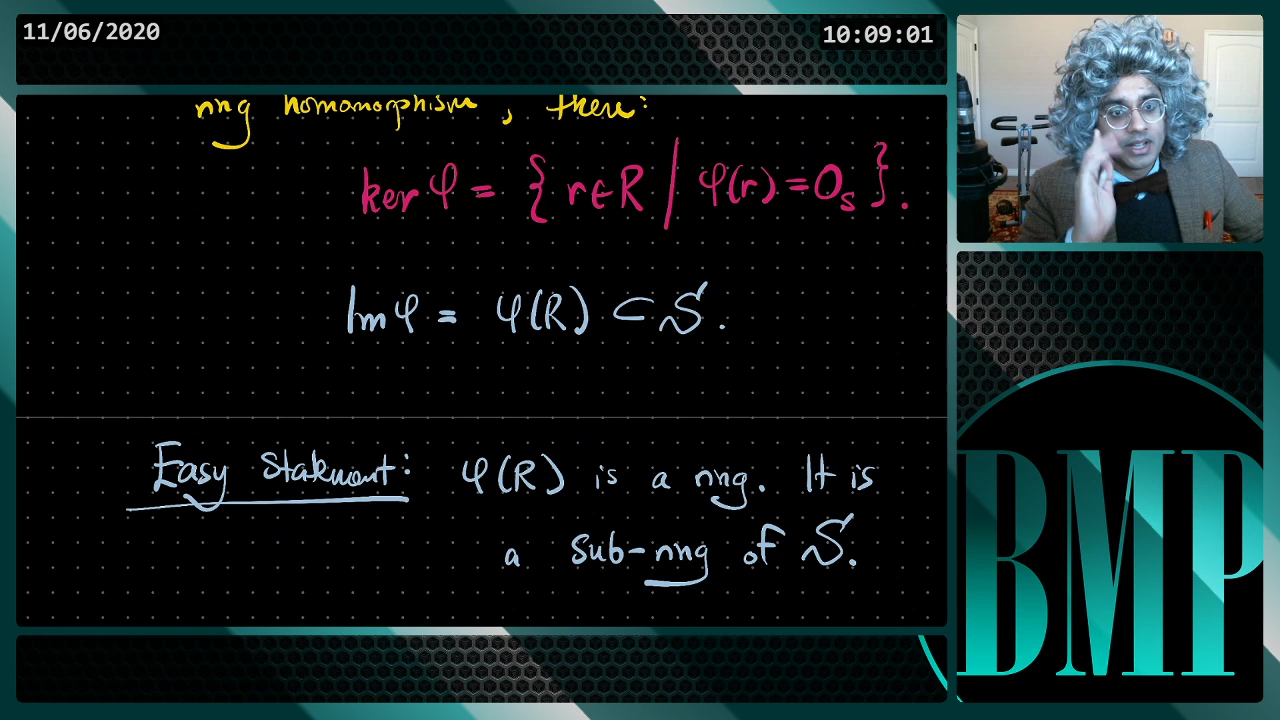 11/06/2020
10:09:01
ring homomorphism, then:
ker φ = { r∈R | φ(r) = 0ₛ }.
Im φ = φ(R) ⊂ S.
Easy Statement: φ(R) is a ring. It is
a sub-ring of S.
BMP